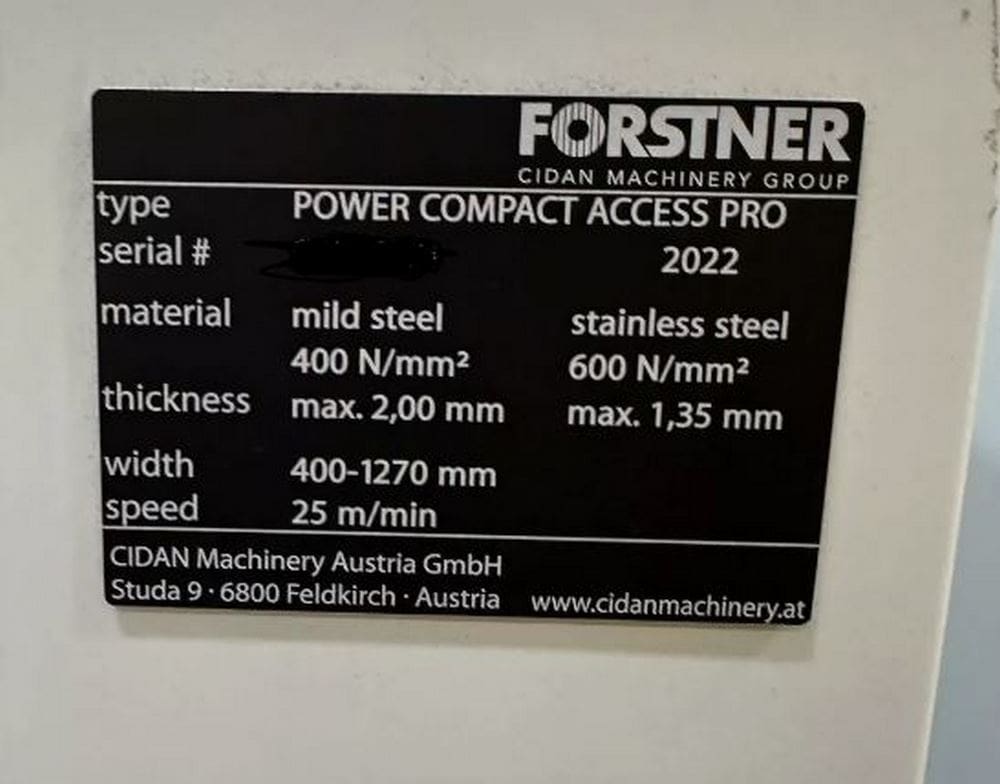 FORSTNER
CIDAN MACHINERY GROUP
type POWER COMPACT ACCESS PRO
serial # 2022
material mild steel stainless steel
400 N/mm² 600 N/mm²
thickness max. 2,00 mm max. 1,35 mm
width 400-1270 mm
speed 25 m/min
CIDAN Machinery Austria GmbH
Studa 9 · 6800 Feldkirch · Austria www.cidanmachinery.at